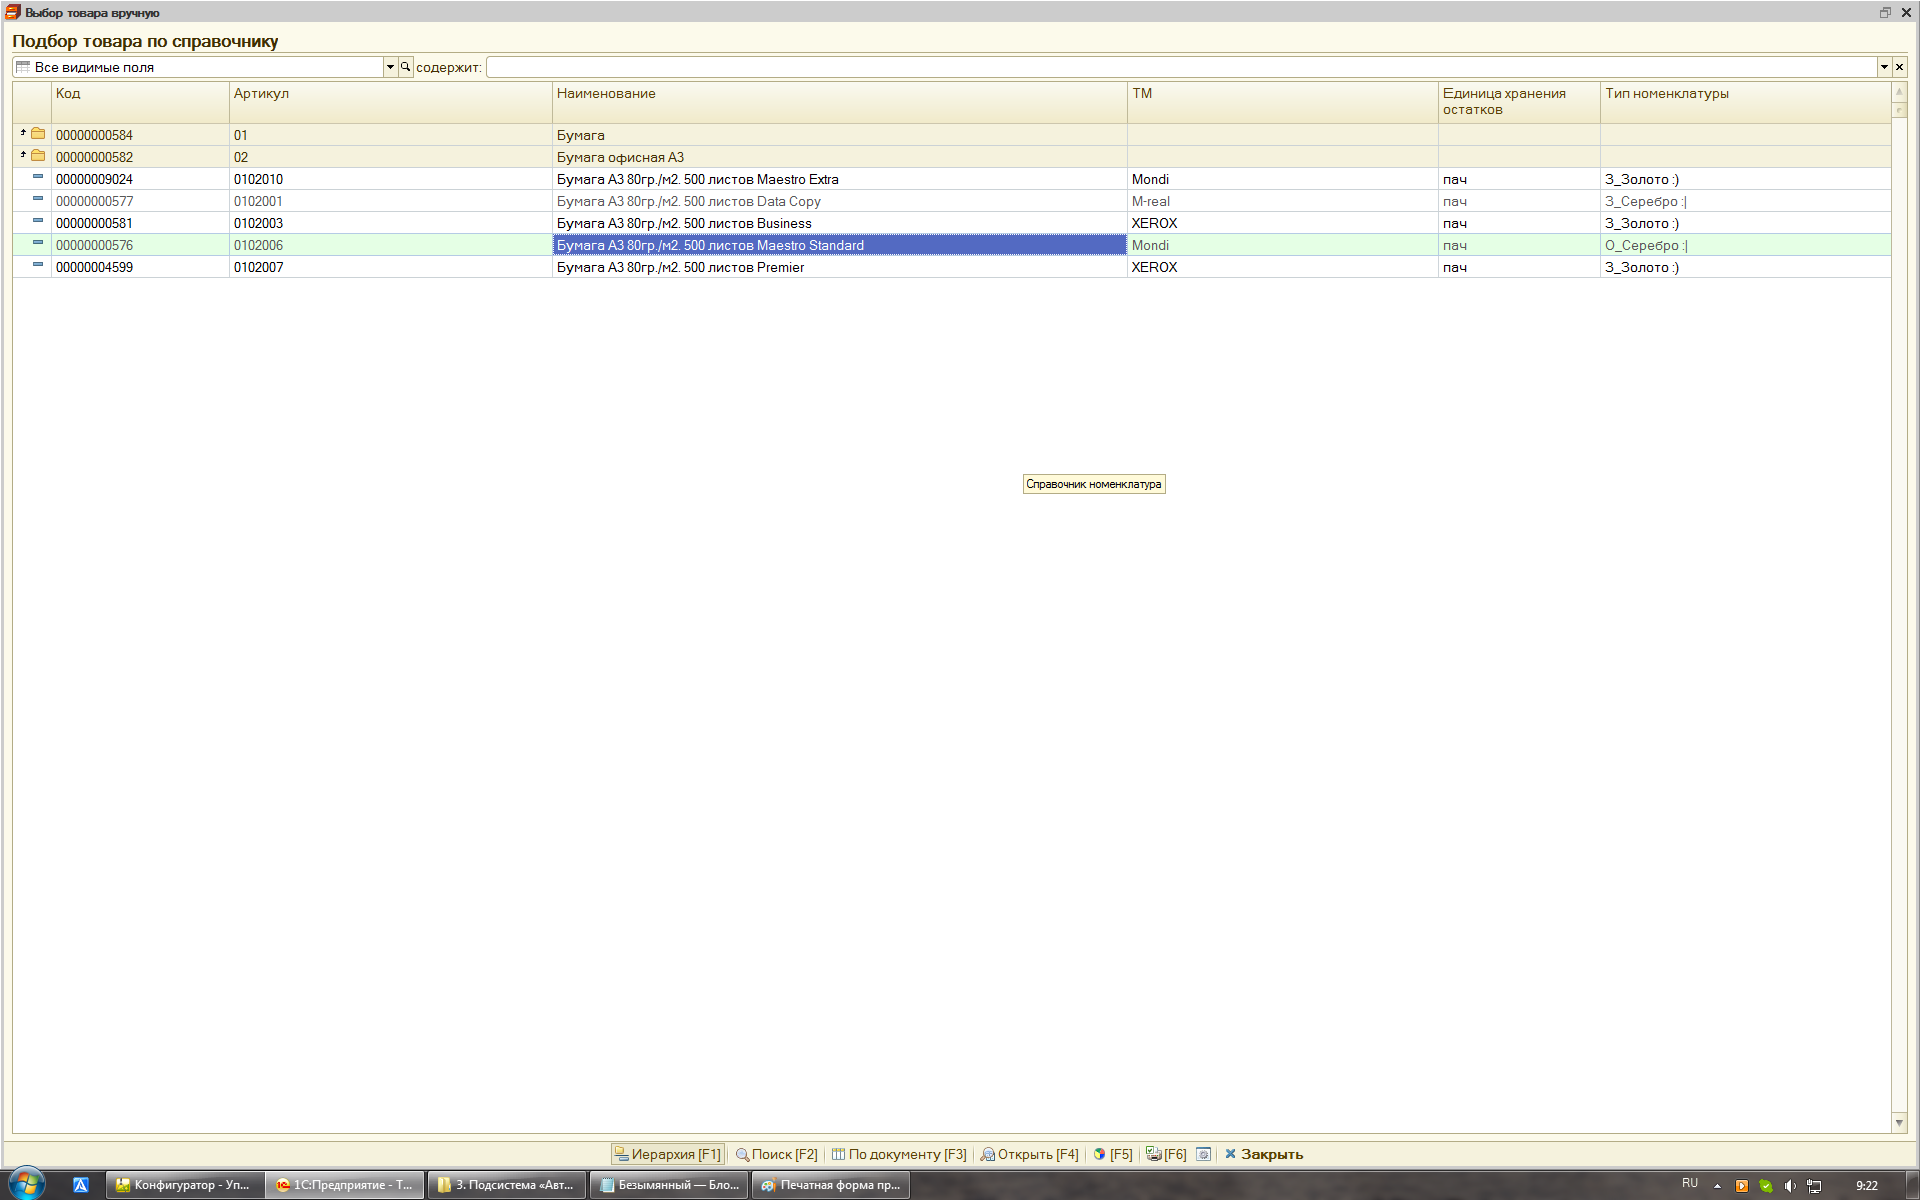 Выбор товара вручную
Подбор товара по справочнику
Все видимые поля содержит:
Код Артикул Наименование ТМ Единица хранения остатков Тип номенклатуры
00000000584 01 Бумага
00000000582 02 Бумага офисная А3
00000009024 0102010 Бумага А3 80гр./м2. 500 листов Maestro Extra Mondi пач З_Золото :)
00000000577 0102001 Бумага А3 80гр./м2. 500 листов Data Copy M-real пач З_Серебро :|
00000000581 0102003 Бумага А3 80гр./м2. 500 листов Business XEROX пач З_Золото :)
00000000576 0102006 Бумага А3 80гр./м2. 500 листов Maestro Standard Mondi пач О_Серебро :|
00000004599 0102007 Бумага А3 80гр./м2. 500 листов Premier XEROX пач З_Золото :)
Справочник номенклатура
Иерархия [F1] Поиск [F2] По документу [F3] Открыть [F4] [F5] [F6] Закрыть
Конфигуратор - Уп... 1С:Предприятие - Т... 3. Подсистема «Авт... Безымянный — Бло... Печатная форма пр... RU 9:22